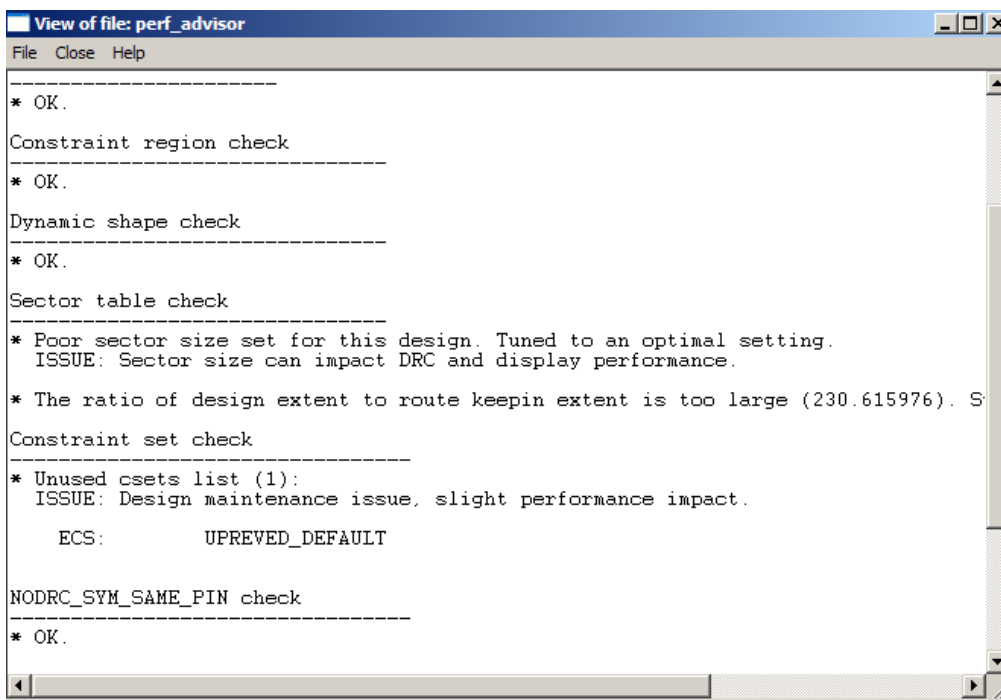 View of file: perf_advisor
File Close Help
----------------------
* OK.
Constraint region check
-------------------------------
* OK.
Dynamic shape check
-------------------------------
* OK.
Sector table check
-------------------------------
* Poor sector size set for this design. Tuned to an optimal setting.
ISSUE: Sector size can impact DRC and display performance.
* The ratio of design extent to route keepin extent is too large (230.615976).
Constraint set check
---------------------------------
* Unused csets list (1):
ISSUE: Design maintenance issue, slight performance impact.
ECS: UPREVED_DEFAULT
NODRC_SYM_SAME_PIN check
---------------------------------
* OK.